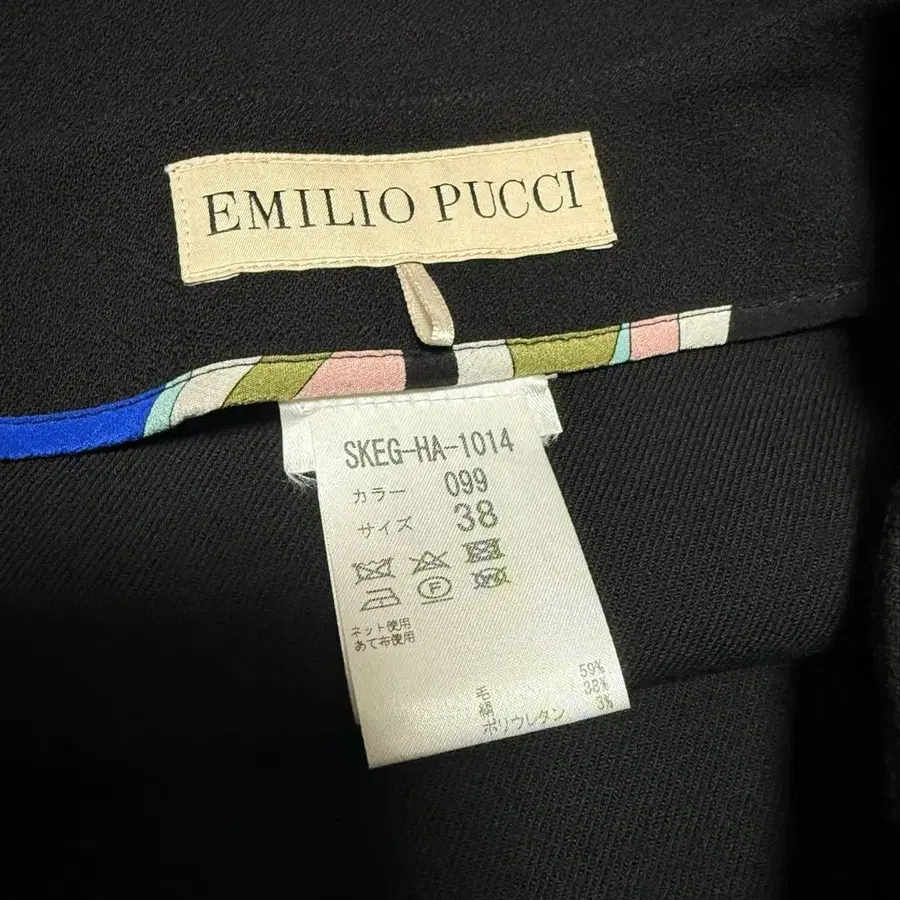 EMILIO PUCCI
SKEG-HA-1014
カラー 099
サイズ 38
F
ネット使用
あて布使用
毛 59%
絹 38%
ポリウレタン 3%